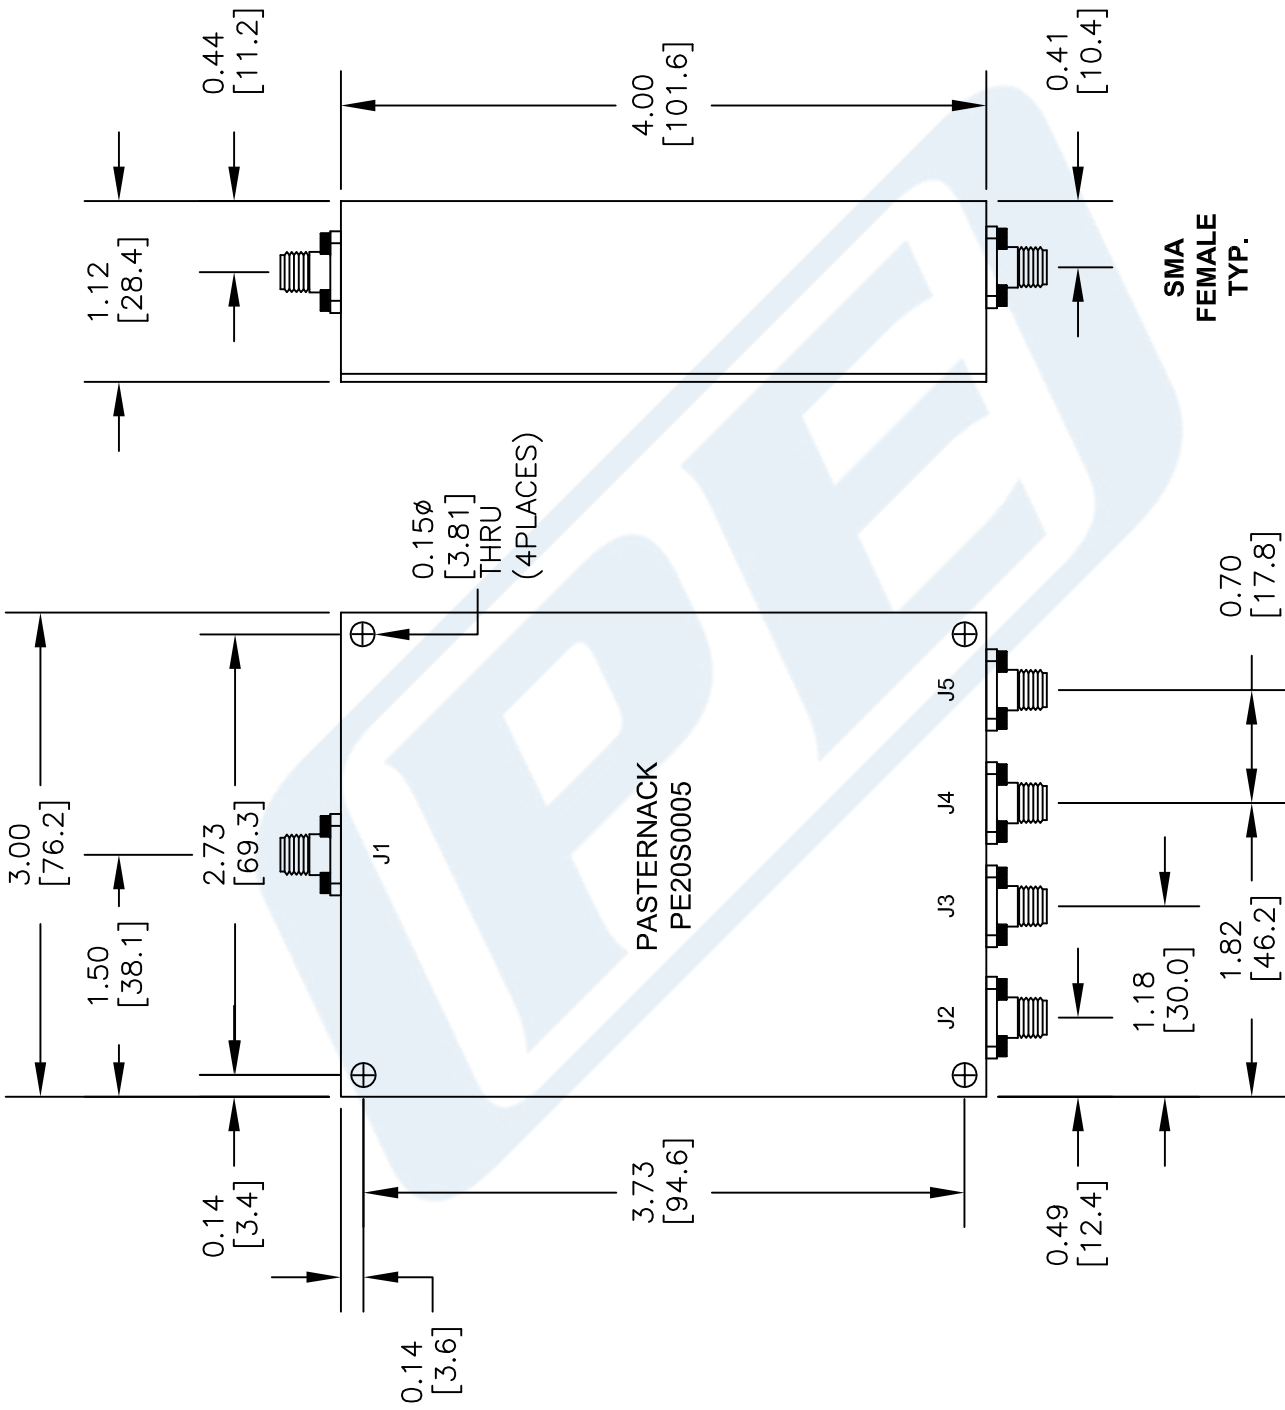 3.00
[76.2]
1.50
[38.1]
2.73
[69.3]
0.14
[3.4]
0.14
[3.6]
3.73
[94.6]
0.15ø
[3.81]
THRU
(4PLACES)
J1
PASTERNACK
PE20S0005
J2
J3
J4
J5
0.49
[12.4]
1.18
[30.0]
1.82
[46.2]
0.70
[17.8]
1.12
[28.4]
0.44
[11.2]
4.00
[101.6]
0.41
[10.4]
SMA
FEMALE
TYP.
PE